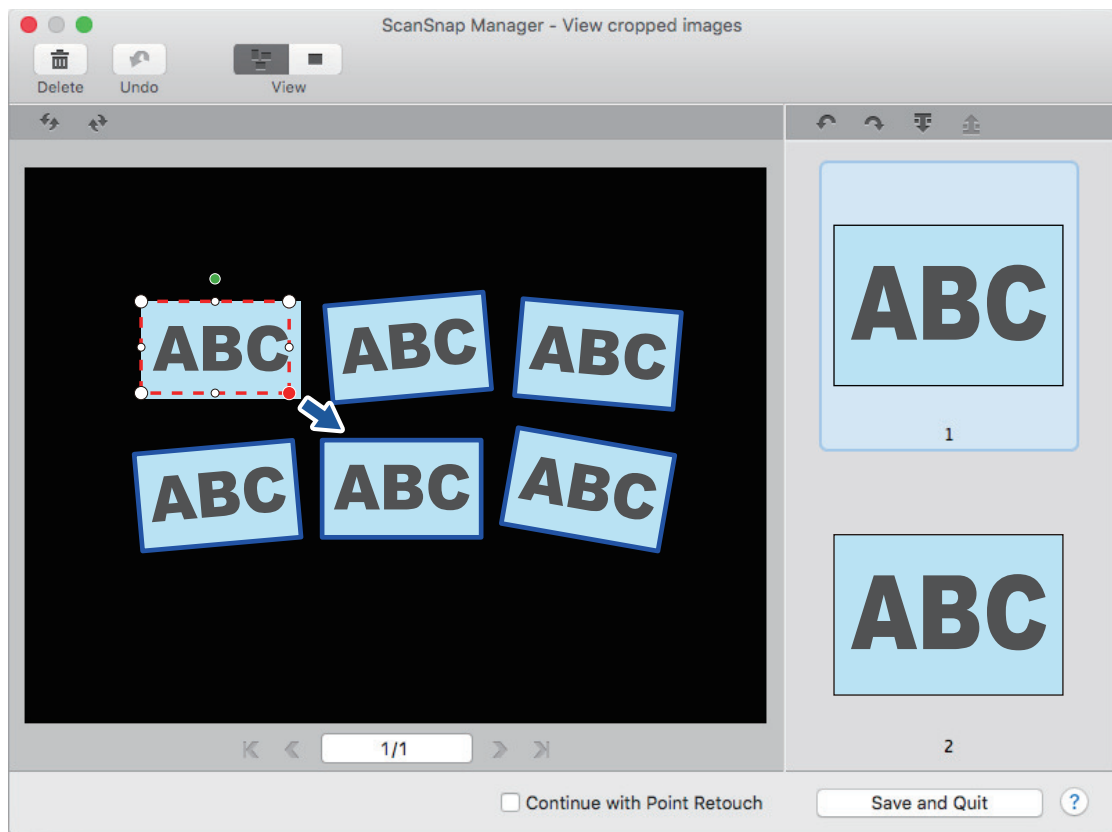 ScanSnap Manager - View cropped images
Delete Undo View
ABC ABC ABC
ABC ABC ABC
ABC
1
ABC
2
1/1
Continue with Point Retouch
Save and Quit
?